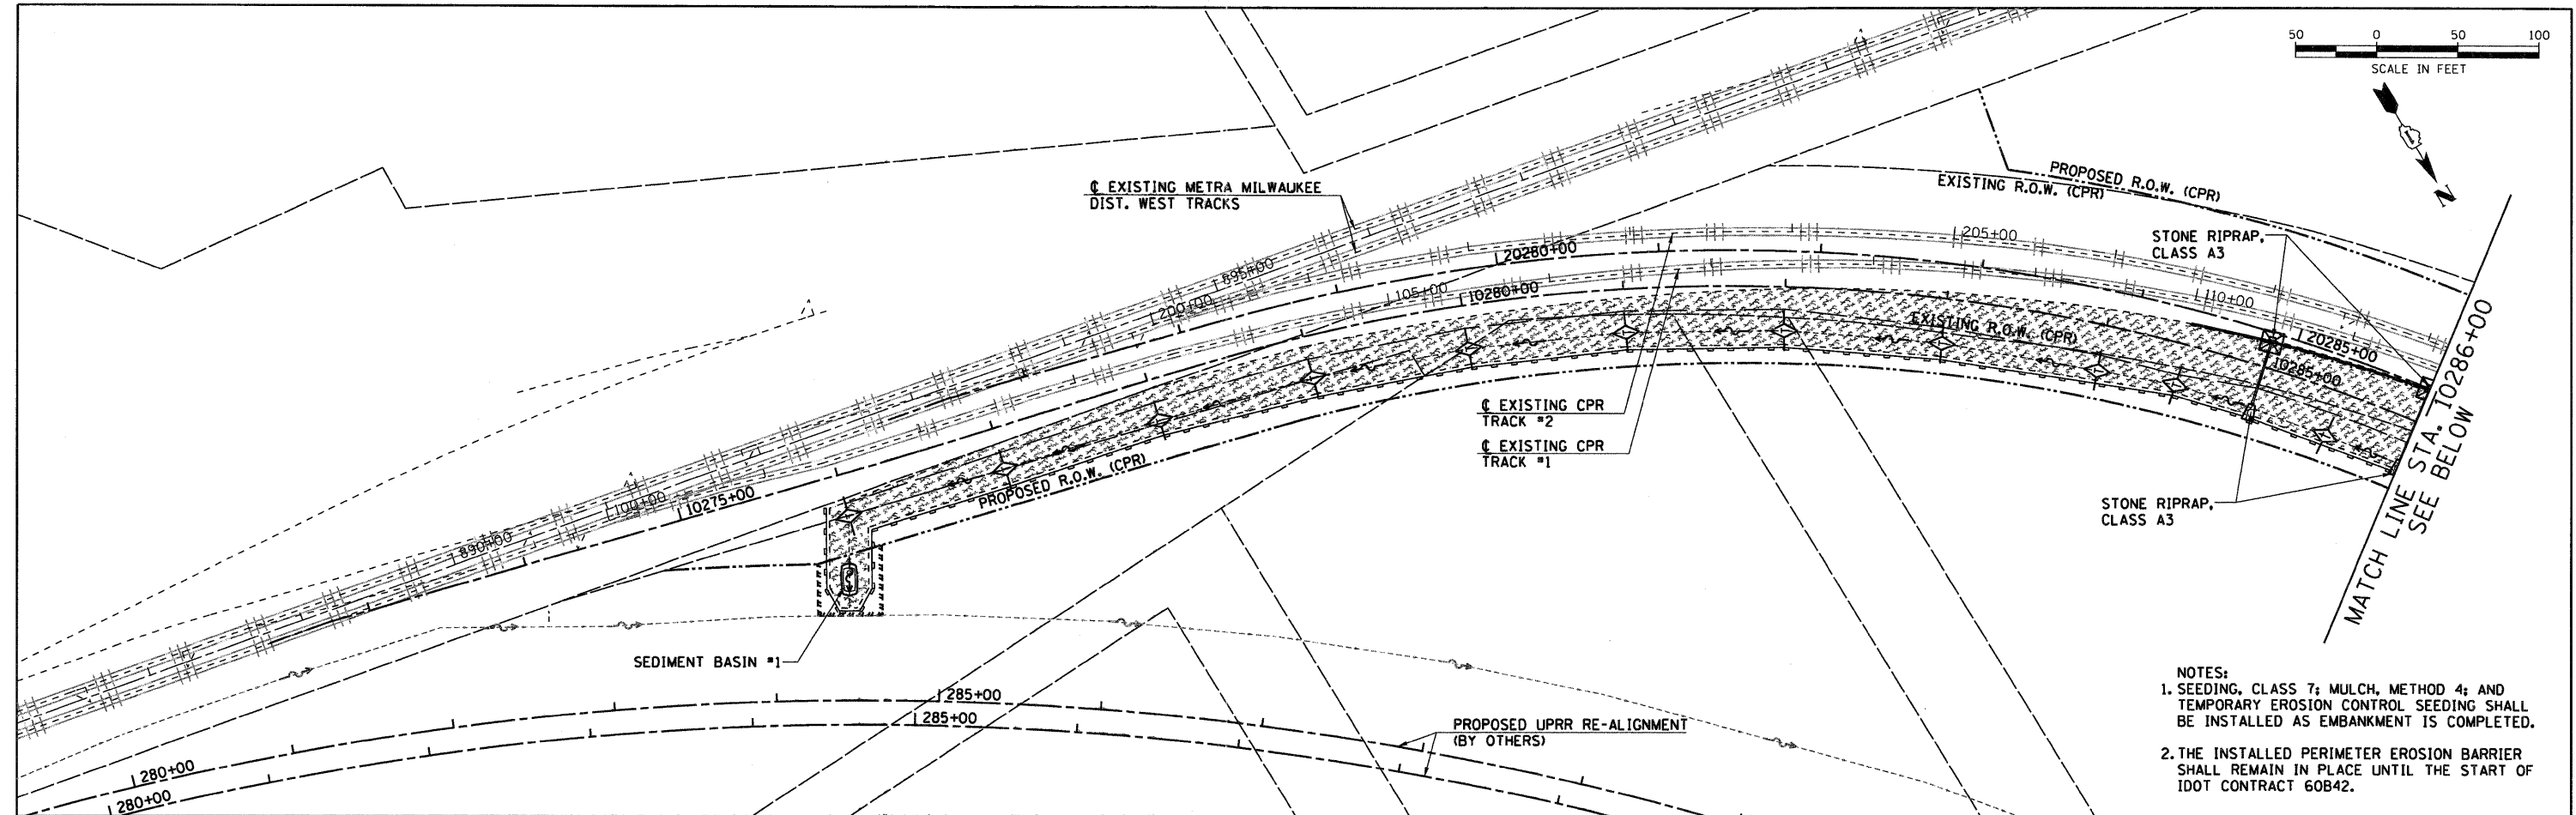 50 0 50 100
SCALE IN FEET
N
℄ EXISTING METRA MILWAUKEE
DIST. WEST TRACKS
PROPOSED R.O.W. (CPR)
EXISTING R.O.W. (CPR)
STONE RIPRAP,
CLASS A3
205+00
20280+00
895+00
200+00
105+00
10280+00
110+00
EXISTING R.O.W. (CPR)
20285+00
10285+00
MATCH LINE STA. 10286+00
SEE BELOW
℄ EXISTING CPR
TRACK #2
℄ EXISTING CPR
TRACK #1
PROPOSED R.O.W. (CPR)
100+00
10275+00
890+00
STONE RIPRAP,
CLASS A3
SEDIMENT BASIN #1
285+00
285+00
PROPOSED UPRR RE-ALIGNMENT
(BY OTHERS)
280+00
280+00
NOTES:
1. SEEDING, CLASS 7; MULCH, METHOD 4; AND
TEMPORARY EROSION CONTROL SEEDING SHALL
BE INSTALLED AS EMBANKMENT IS COMPLETED.
2. THE INSTALLED PERIMETER EROSION BARRIER
SHALL REMAIN IN PLACE UNTIL THE START OF
IDOT CONTRACT 60B42.